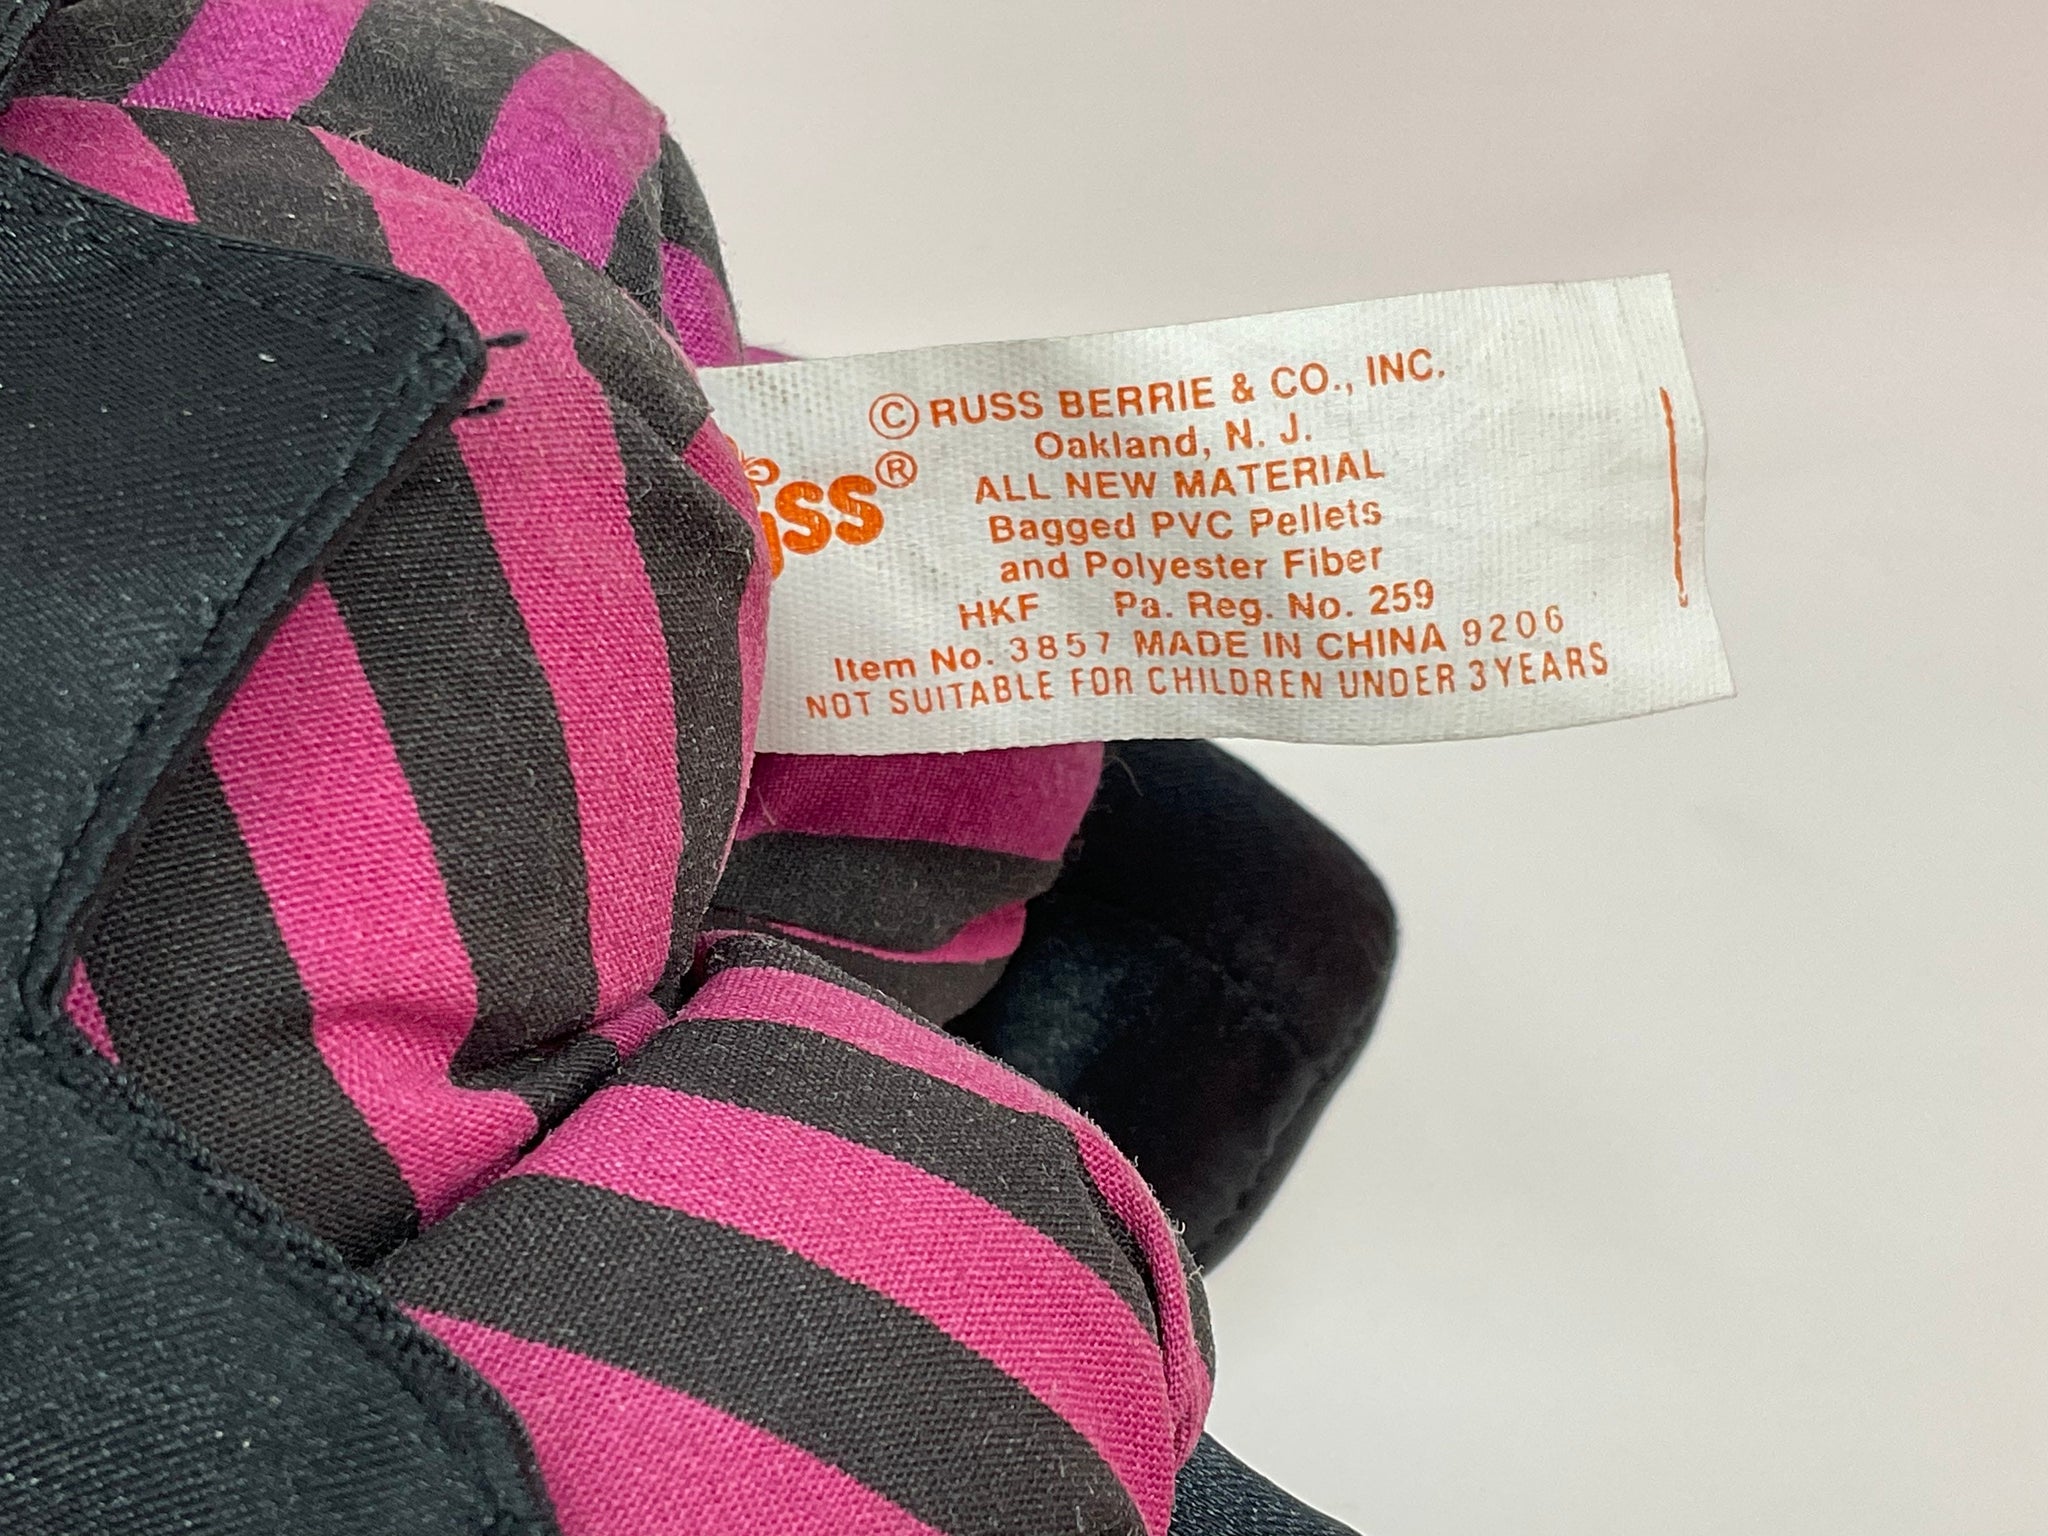 © RUSS BERRIE & CO., INC.
Oakland, N. J.
ALL NEW MATERIAL
Bagged PVC Pellets
and Polyester Fiber
HKF Pa. Reg. No. 259
Item No. 3857 MADE IN CHINA 9206
NOT SUITABLE FOR CHILDREN UNDER 3 YEARS